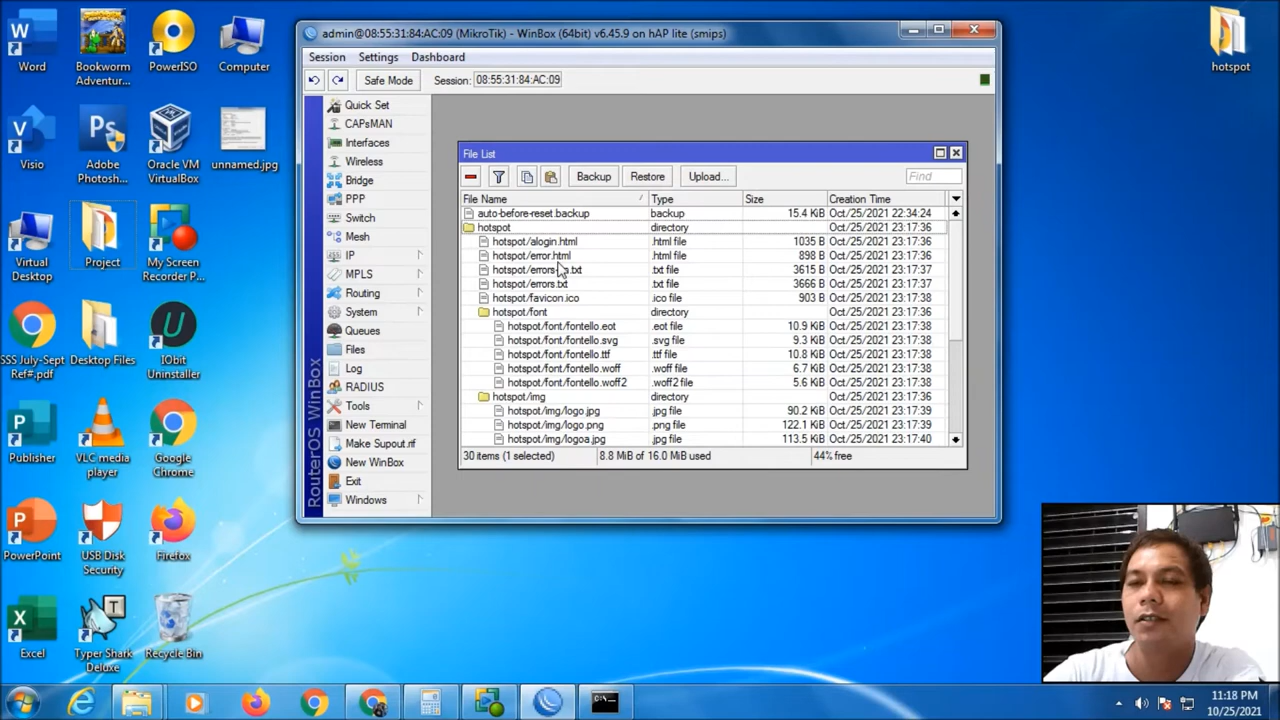 Word
Bookworm
Adventur...
PowerISO
Computer
Visio
Adobe
Photosh...
Oracle VM
VirtualBox
unnamed.jpg
Virtual
Desktop
Project
My Screen
Recorder P...
SSS July-Sept
Ref#.pdf
Desktop Files
IObit
Uninstaller
Publisher
VLC media
player
Google
Chrome
PowerPoint
USB Disk
Security
Firefox
Excel
Typer Shark
Deluxe
Recycle Bin
hotspot
admin@08:55:31:84:AC:09 (MikroTik) - WinBox (64bit) v6.45.9 on hAP lite (smips)
Session Settings Dashboard
Safe Mode Session: 08:55:31:84:AC:09
RouterOS WinBox
Quick Set
CAPsMAN
Interfaces
Wireless
Bridge
PPP
Switch
Mesh
IP
MPLS
Routing
System
Queues
Files
Log
RADIUS
Tools
New Terminal
Make Supout.rif
New WinBox
Exit
Windows
File List
Backup Restore Upload... Find
File Name Type Size Creation Time
auto-before-reset.backup backup 15.4 KiB Oct/25/2021 22:34:24
hotspot directory Oct/25/2021 23:17:36
hotspot/alogin.html .html file 1035 B Oct/25/2021 23:17:36
hotspot/error.html .html file 898 B Oct/25/2021 23:17:36
.txt file 3615 B Oct/25/2021 23:17:37
hotspot/errors.txt .txt file 3666 B Oct/25/2021 23:17:37
hotspot/favicon.ico .ico file 903 B Oct/25/2021 23:17:38
hotspot/font directory Oct/25/2021 23:17:36
hotspot/font/fontello.eot .eot file 10.9 KiB Oct/25/2021 23:17:38
hotspot/font/fontello.svg .svg file 9.3 KiB Oct/25/2021 23:17:38
hotspot/font/fontello.ttf .ttf file 10.8 KiB Oct/25/2021 23:17:38
hotspot/font/fontello.woff .woff file 6.7 KiB Oct/25/2021 23:17:38
hotspot/font/fontello.woff2 .woff2 file 5.6 KiB Oct/25/2021 23:17:38
hotspot/img directory Oct/25/2021 23:17:36
hotspot/img/logo.jpg .jpg file 90.2 KiB Oct/25/2021 23:17:39
hotspot/img/logo.png .png file 122.1 KiB Oct/25/2021 23:17:39
hotspot/img/logoa.jpg .jpg file 113.5 KiB Oct/25/2021 23:17:40
30 items (1 selected) 8.8 MiB of 16.0 MiB used 44% free
11:18 PM
10/25/2021